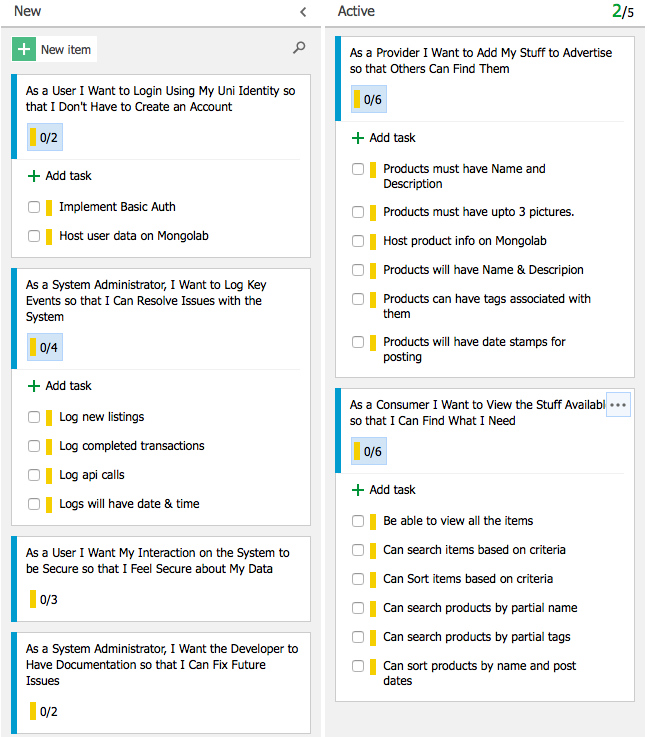 New
New item
As a User I Want to Login Using My Uni Identity so
that I Don't Have to Create an Account
0/2
Add task
Implement Basic Auth
Host user data on Mongolab
As a System Administrator, I Want to Log Key
Events so that I Can Resolve Issues with the
System
0/4
Add task
Log new listings
Log completed transactions
Log api calls
Logs will have date & time
As a User I Want My Interaction on the System to
be Secure so that I Feel Secure about My Data
0/3
As a System Administrator, I Want the Developer to
Have Documentation so that I Can Fix Future
Issues
0/2
Active
2/5
As a Provider I Want to Add My Stuff to Advertise
so that Others Can Find Them
0/6
Add task
Products must have Name and
Description
Products must have upto 3 pictures.
Host product info on Mongolab
Products will have Name & Descripion
Products can have tags associated with
them
Products will have date stamps for
posting
As a Consumer I Want to View the Stuff Availabl
so that I Can Find What I Need
0/6
Add task
Be able to view all the items
Can search items based on criteria
Can Sort items based on criteria
Can search products by partial name
Can search products by partial tags
Can sort products by name and post
dates